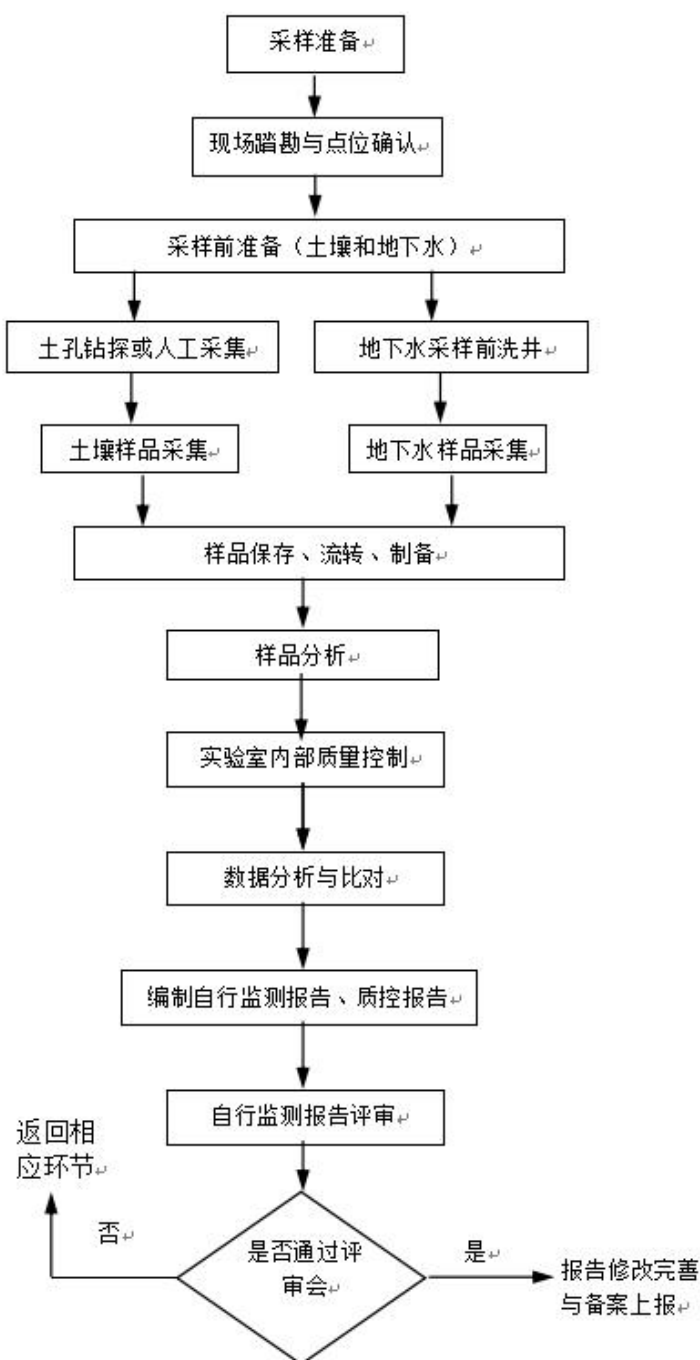 采样准备
现场踏勘与点位确认
采样前准备（土壤和地下水）
土孔钻探或人工采集
地下水采样前洗井
土壤样品采集
地下水样品采集
样品保存、流转、制备
样品分析
实验室内部质量控制
数据分析与比对
编制自行监测报告、质控报告
自行监测报告评审
返回相
应环节
否
是否通过评
审会
是
报告修改完善
与备案上报